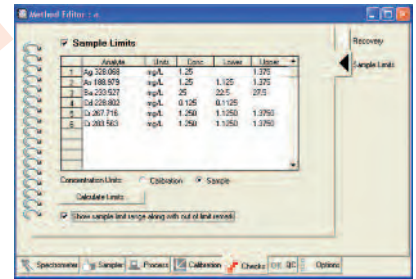 Method Editor : a
Sample Limits
Recovery
Sample Limits
Analyte Units Conc Lower Upper
1 Ag 328.068 mg/L 1.25 1.375
2 As 188.979 mg/L 1.25 1.125 1.375
3 Ba 233.527 mg/L 25 22.5 27.5
4 Cd 228.802 mg/L 0.125 0.1125
5 Cr 267.716 mg/L 1.250 1.1250 1.3750
6 Cr 283.563 mg/L 1.250 1.1250 1.3750
Concentration Units: Calibration Sample
Calculate Limits
Show sample limit range along with out of limit remark
Spectrometer Sampler Process Calibration Checks QC Options